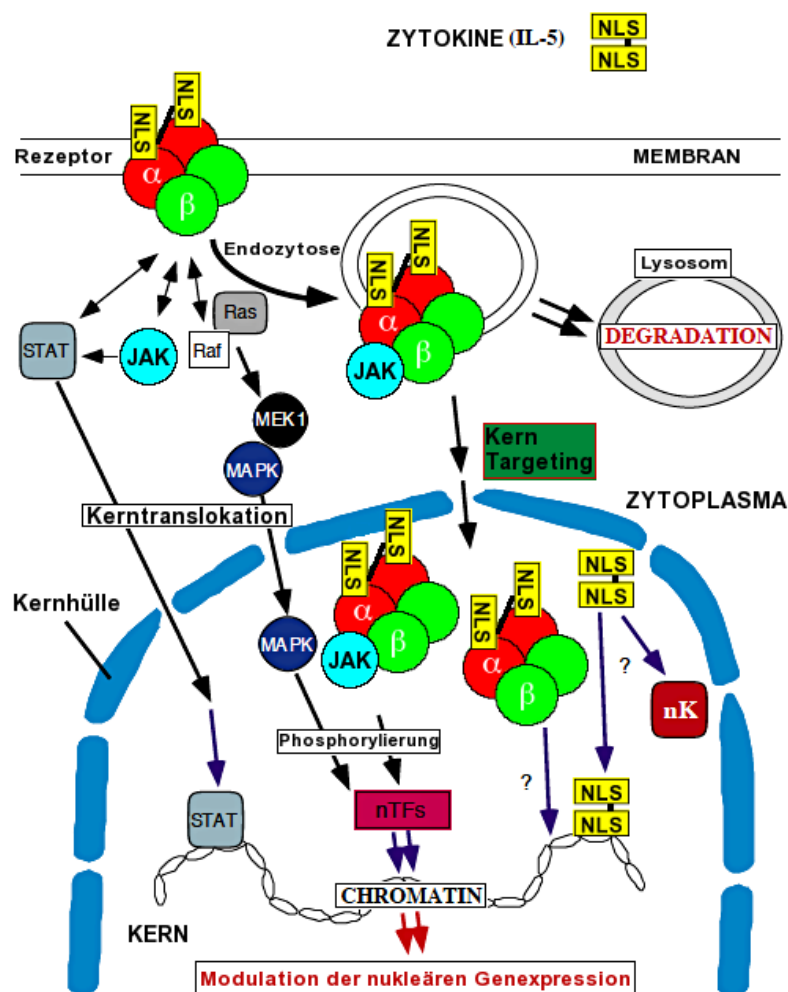 ZYTOKINE (IL-5)
NLS
NLS
NLS
NLS
Rezeptor
MEMBRAN
α
β
Endozytose
NLS
NLS
Lysosom
Ras
α
DEGRADATION
STAT
JAK
Raf
β
JAK
MEK1
Kern
Targeting
MAPK
ZYTOPLASMA
Kerntranslokation
NLS
NLS
NLS
NLS
NLS
NLS
Kernhülle
α
MAPK
JAK
β
α
?
β
nK
Phosphorylierung
?
NLS
NLS
nTFs
STAT
CHROMATIN
KERN
Modulation der nukleären Genexpression